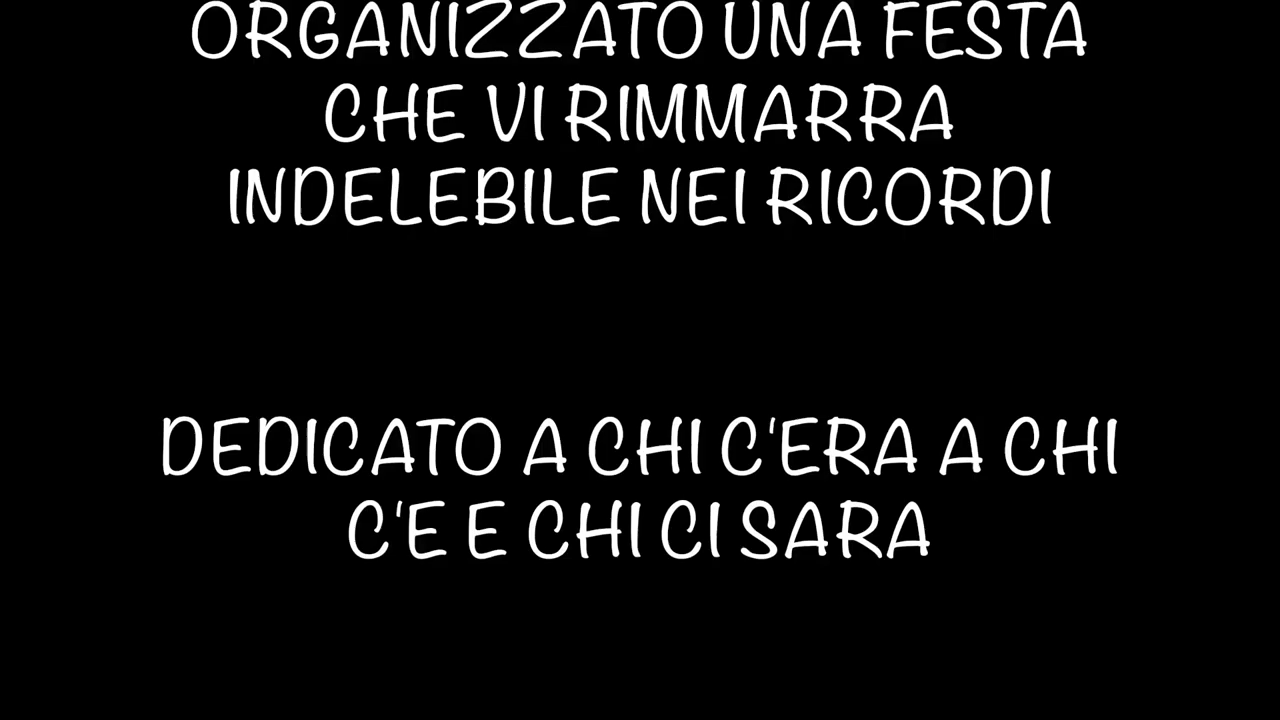 ORGANIZZATO UNA FESTA
CHE VI RIMMARRA
INDELEBILE NEI RICORDI
DEDICATO A CHI C'ERA A CHI
C'E E CHI CI SARA